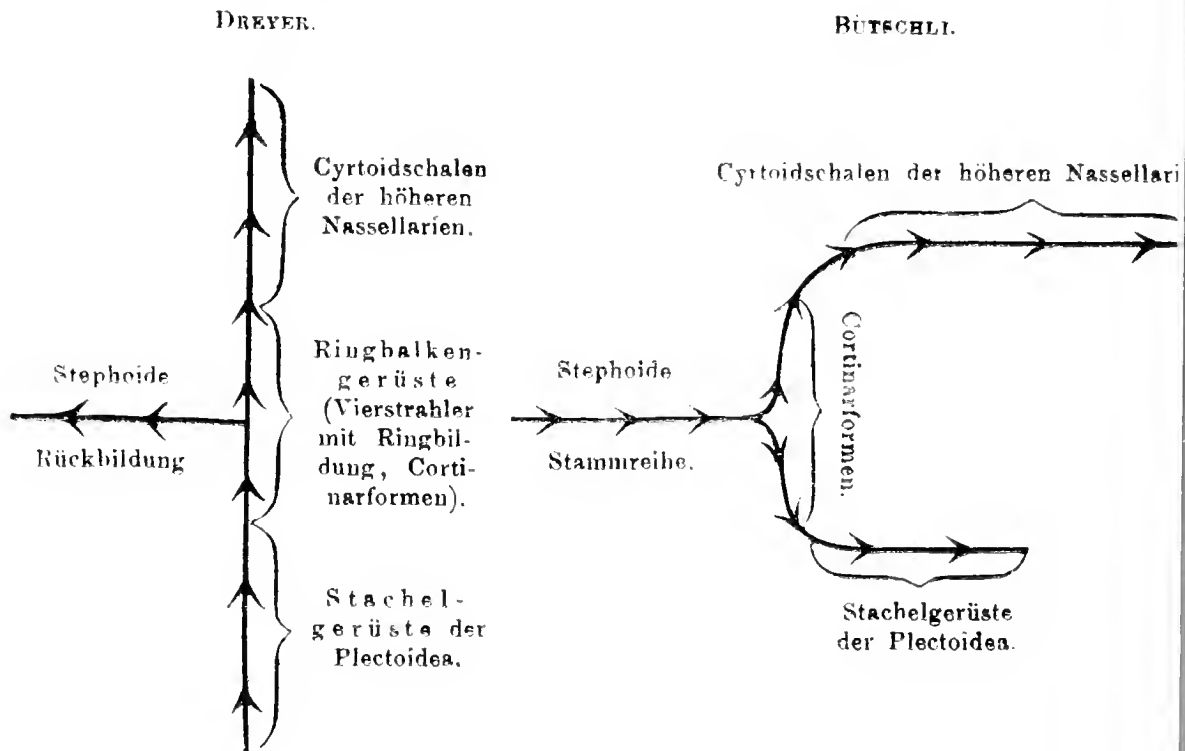 DREYER.
Cyrtoidschalen
der höheren
Nassellarien.
Stephoide
Rückbildung
Ringbalken-
gerüste
(Vierstrahler
mit Ringbil-
dung, Corti-
narformen).
Stachel-
gerüste der
Plectoidea.
BÜTSCHLI.
Cyrtoidschalen der höheren Nassellari
Stephoide
Stammreihe.
Cortinarformen.
Stachelgerüste
der Plectoidea.